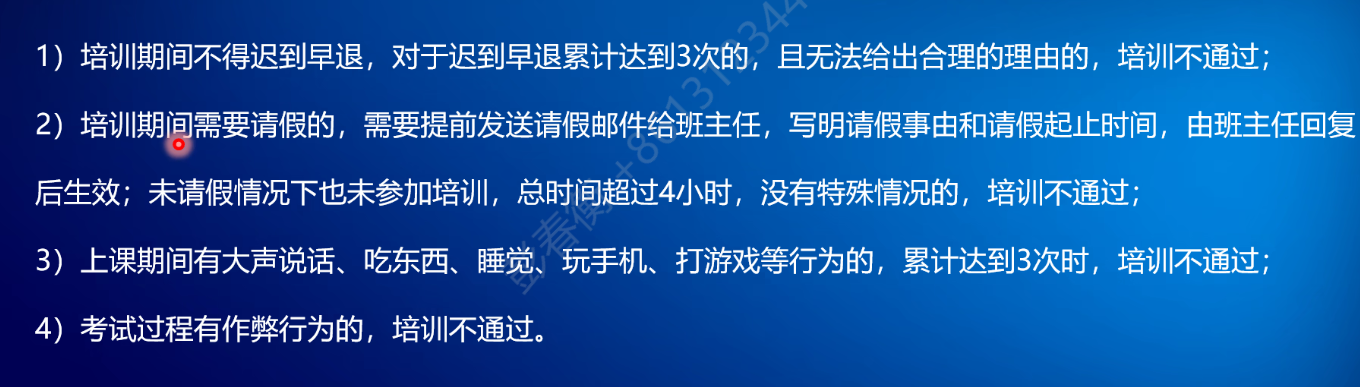 1）培训期间不得迟到早退，对于迟到早退累计达到3次的，且无法给出合理的理由的，培训不通过；
2）培训期间需要请假的，需要提前发送请假邮件给班主任，写明请假事由和请假起止时间，由班主任回复
后生效；未请假情况下也未参加培训，总时间超过4小时，没有特殊情况的，培训不通过；
3）上课期间有大声说话、吃东西、睡觉、玩手机、打游戏等行为的，累计达到3次时，培训不通过；
4）考试过程有作弊行为的，培训不通过。